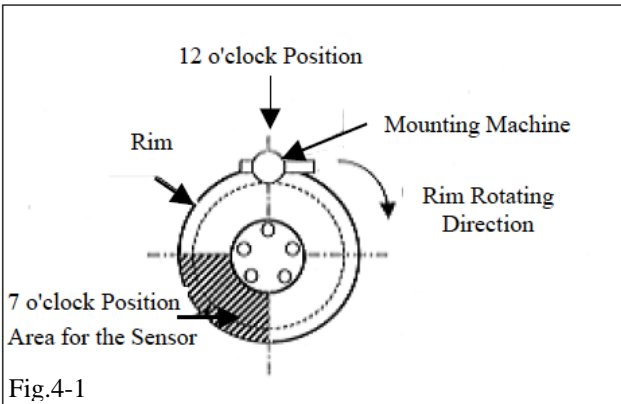 12 o'clock Position
Mounting Machine
Rim
Rim Rotating
Direction
7 o'clock Position
Area for the Sensor
Fig.4-1